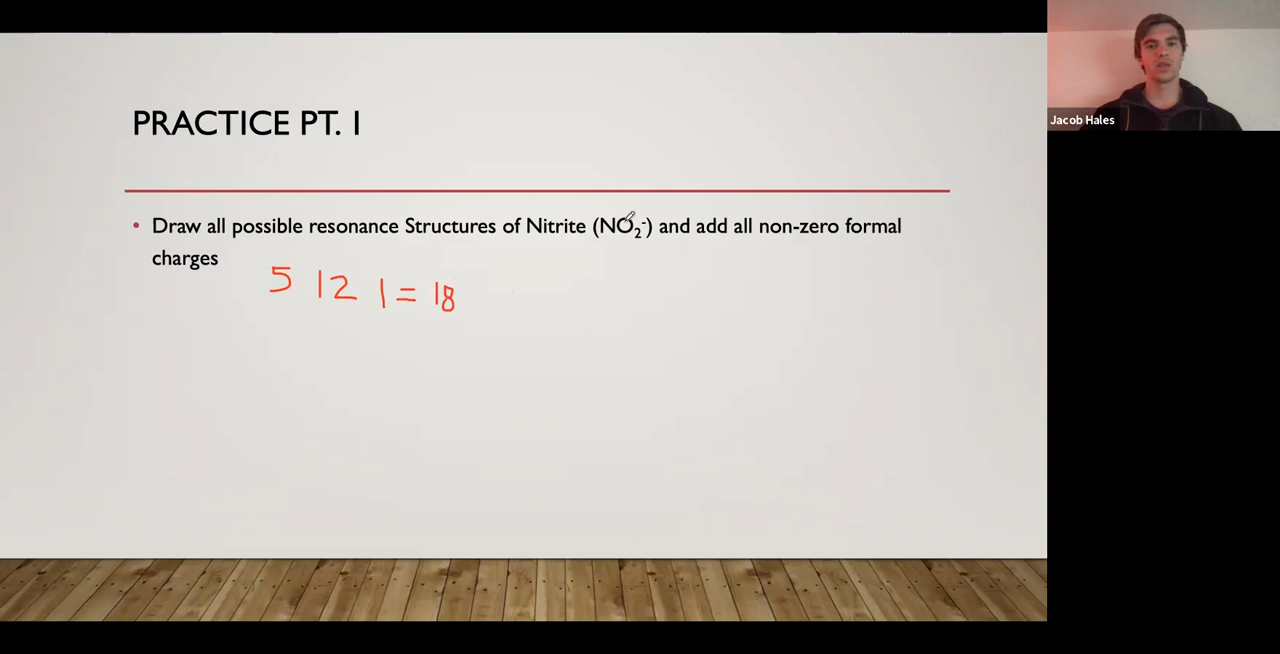 PRACTICE PT. I
• Draw all possible resonance Structures of Nitrite (NO₂⁻) and add all non-zero formal
charges
5 12 1 = 18
Jacob Hales